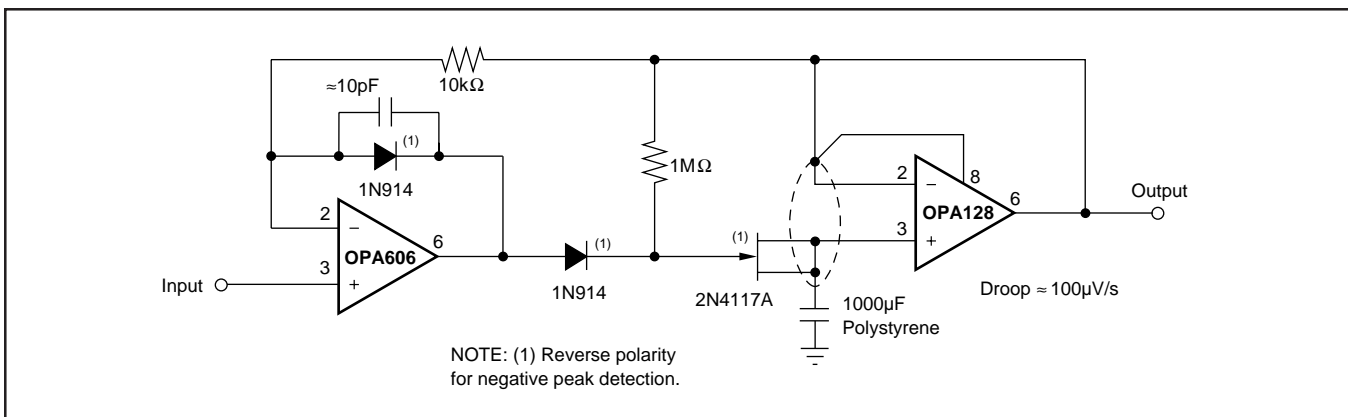 10kΩ
≈10pF
(1)
1N914
1MΩ
2
–
OPA606
3
+
6
Input
(1)
1N914
(1)
2N4117A
2
–
8
OPA128
3
+
6
Output
1000µF
Polystyrene
Droop ≈ 100µV/s
NOTE: (1) Reverse polarity
for negative peak detection.